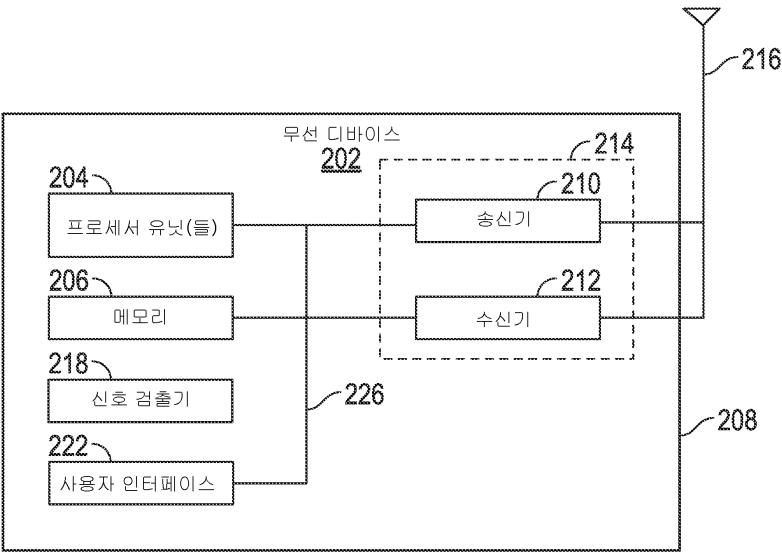 216
무선 디바이스
202
214
204
프로세서 유닛(들)
210
송신기
206
메모리
212
수신기
218
신호 검출기
226
208
222
사용자 인터페이스